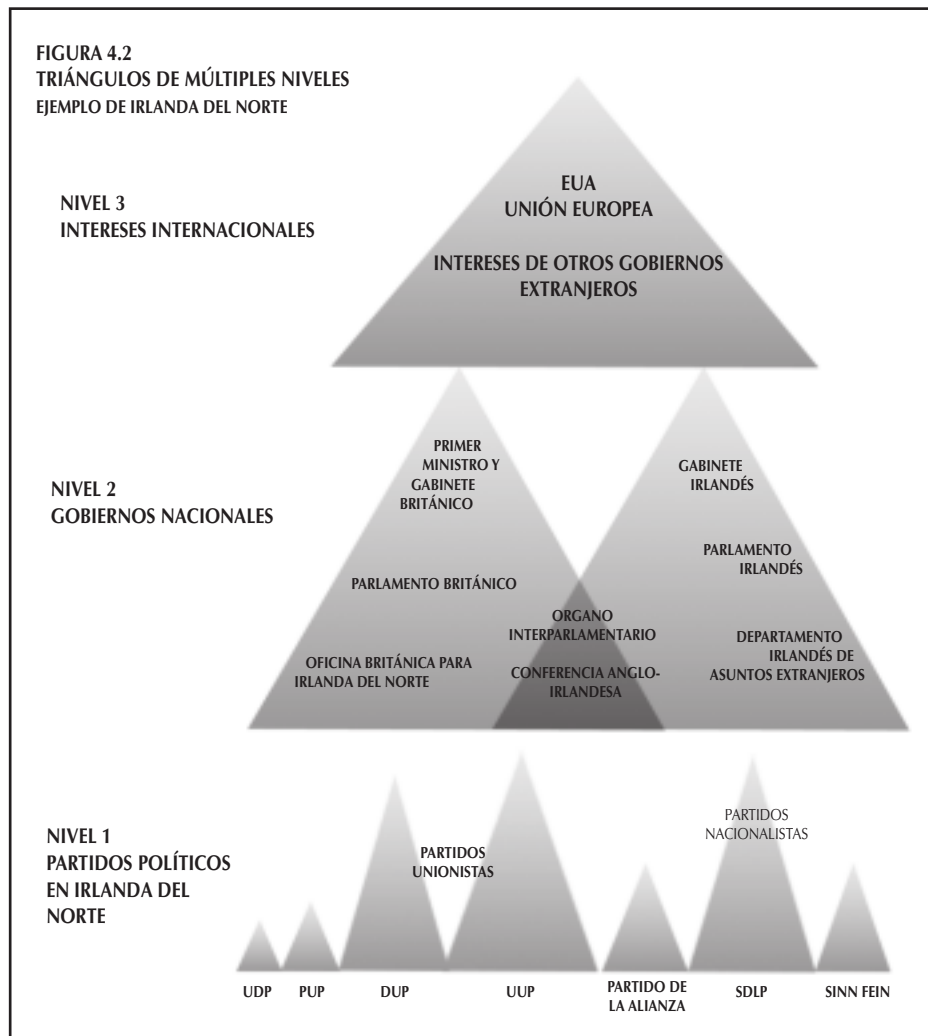 FIGURA 4.2
TRIÁNGULOS DE MÚLTIPLES NIVELES
EJEMPLO DE IRLANDA DEL NORTE
NIVEL 3
INTERESES INTERNACIONALES
EUA
UNIÓN EUROPEA
INTERESES DE OTROS GOBIERNOS
EXTRANJEROS
NIVEL 2
GOBIERNOS NACIONALES
PRIMER
MINISTRO Y
GABINETE
BRITÁNICO
PARLAMENTO BRITÁNICO
OFICINA BRITÁNICA PARA
IRLANDA DEL NORTE
ORGANO
INTERPARLAMENTARIO
CONFERENCIA ANGLO-
IRLANDESA
GABINETE
IRLANDÉS
PARLAMENTO
IRLANDÉS
DEPARTAMENTO
IRLANDÉS DE
ASUNTOS EXTRANJEROS
NIVEL 1
PARTIDOS POLÍTICOS
EN IRLANDA DEL
NORTE
PARTIDOS
UNIONISTAS
PARTIDOS
NACIONALISTAS
UDP
PUP
DUP
UUP
PARTIDO DE
LA ALIANZA
SDLP
SINN FEIN